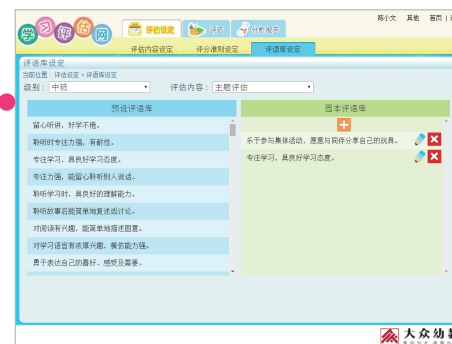 陈小文 其他 首页
学习评估网
评估设定 评估 分析报告
评估内容设定 评分准则设定 评语库设定
评语库设定
当前位置：评估设定 > 评语库设定
级别：中班 评估内容：主题评估
预设评语库
园本评语库
留心听讲，好学不倦。
聆听时专注力强，有耐性。
专注学习，具良好学习态度。
专注力强，能留心聆听别人说话。
聆听学习时，具良好的理解能力。
聆听故事后能简单地复述或讨论。
对阅读有兴趣，能简单地描述图意。
对学习语言有浓厚兴趣，模仿能力强。
勇于表达自己的喜好、感受及需要。
乐于参与集体活动，愿意与同伴分享自己的玩具。
专注学习，具良好学习态度。
大众幼教